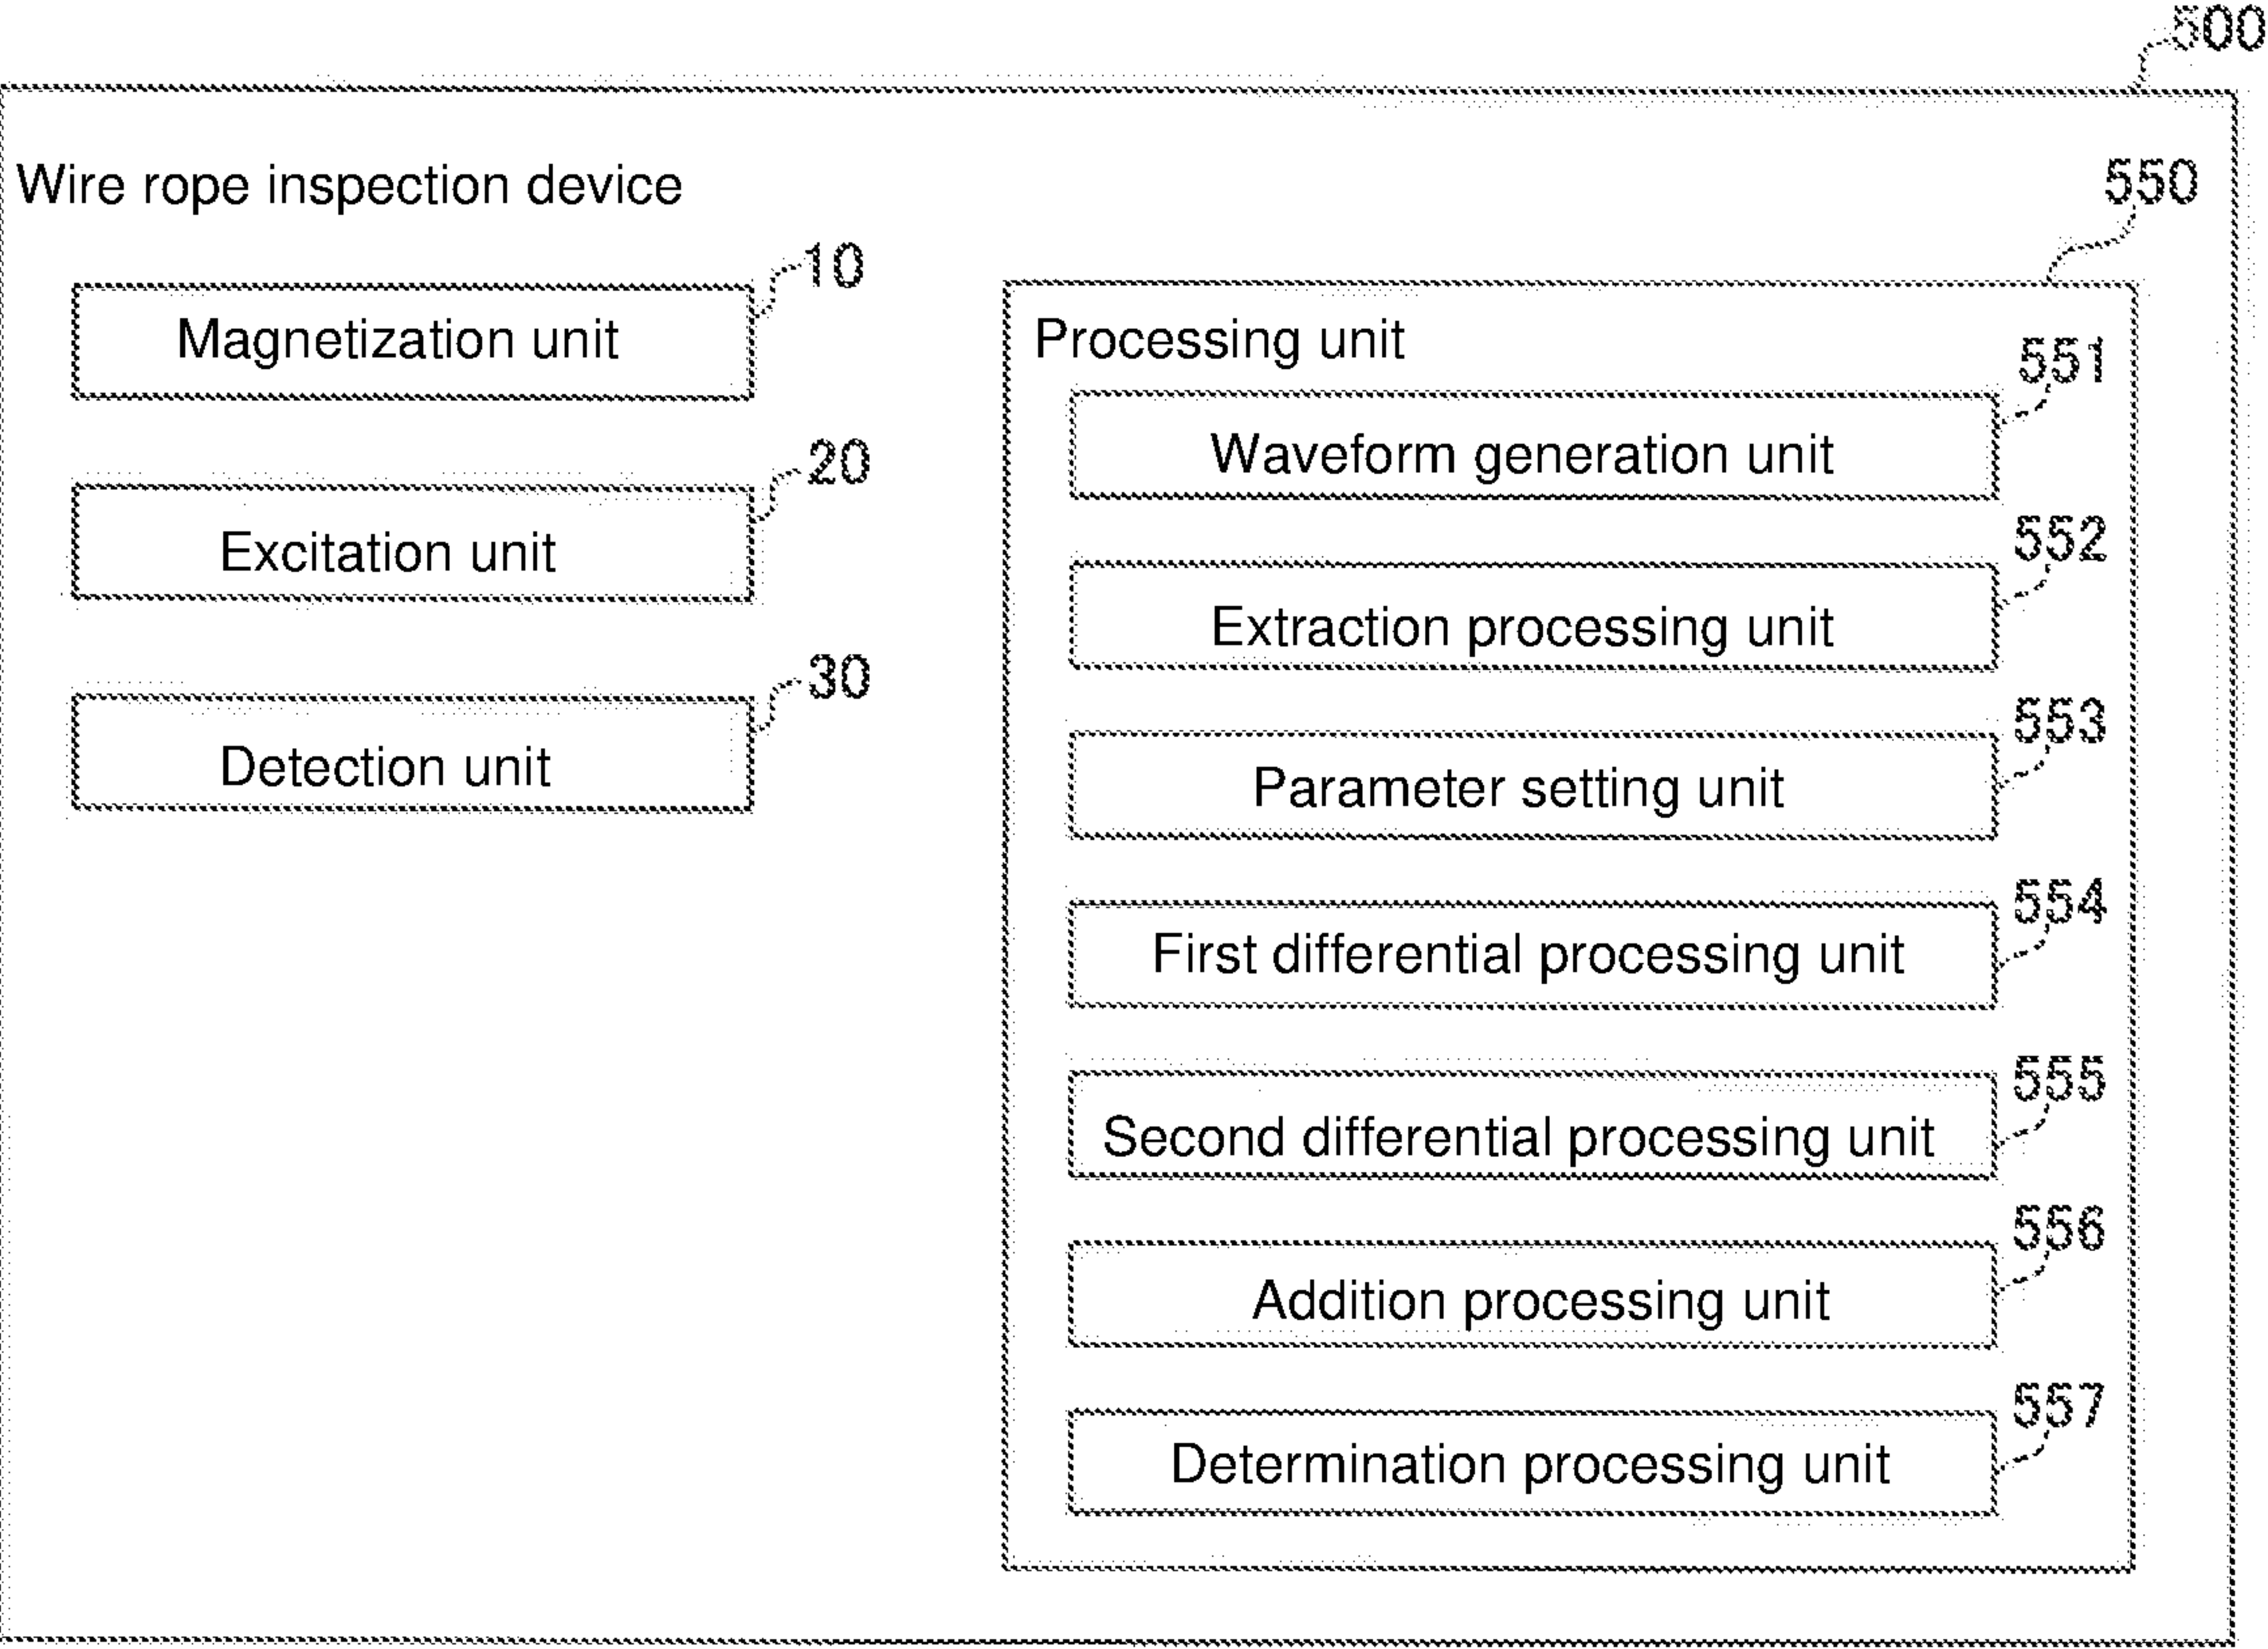 500
Wire rope inspection device
550
10
Magnetization unit
20
Excitation unit
30
Detection unit
Processing unit
551
Waveform generation unit
552
Extraction processing unit
553
Parameter setting unit
554
First differential processing unit
555
Second differential processing unit
556
Addition processing unit
557
Determination processing unit